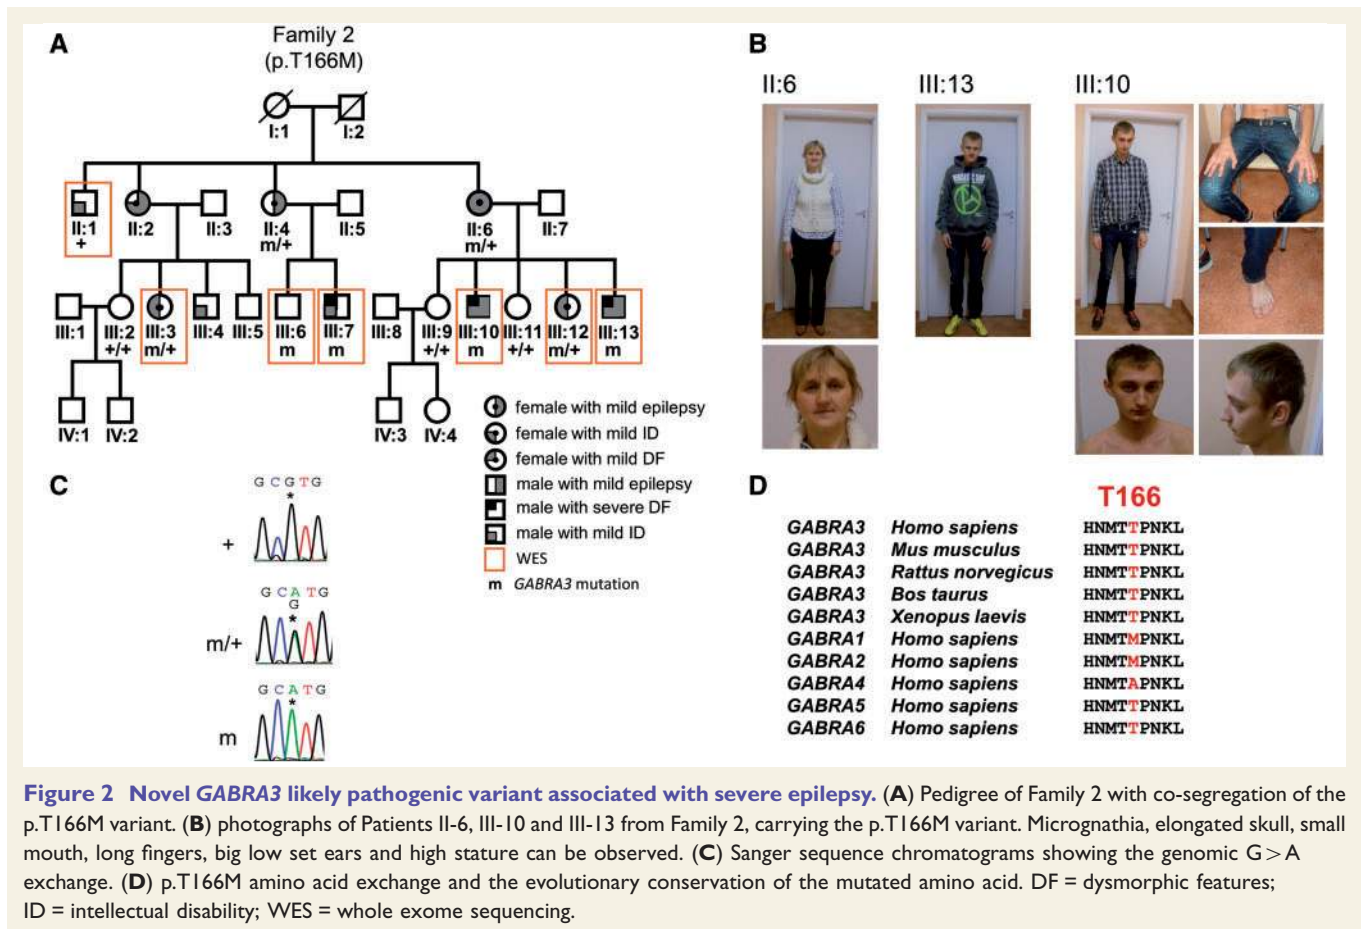 A
Family 2
(p.T166M)
I:1 I:2
II:1 II:2 II:3 II:4 II:5 II:6 II:7
+ m/+ m/+
III:1 III:2 III:3 III:4 III:5 III:6 III:7 III:8 III:9 III:10 III:11 III:12 III:13
+/+ m/+ m m +/+ m +/+ m/+ m
IV:1 IV:2 IV:3 IV:4
female with mild epilepsy
female with mild ID
female with mild DF
male with mild epilepsy
male with severe DF
male with mild ID
WES
m GABRA3 mutation
B
II:6 III:13 III:10
C
G C G T G
*
+
G C A T G
G
*
m/+
G C A T G
*
m
D
T166
GABRA3 Homo sapiens HNMTTPNKL
GABRA3 Mus musculus HNMTTPNKL
GABRA3 Rattus norvegicus HNMTTPNKL
GABRA3 Bos taurus HNMTTPNKL
GABRA3 Xenopus laevis HNMTTPNKL
GABRA1 Homo sapiens HNMTMPNKL
GABRA2 Homo sapiens HNMTMPNKL
GABRA4 Homo sapiens HNMTAPNKL
GABRA5 Homo sapiens HNMTTPNKL
GABRA6 Homo sapiens HNMTTPNKL
Figure 2 Novel GABRA3 likely pathogenic variant associated with severe epilepsy. (A) Pedigree of Family 2 with co-segregation of the
p.T166M variant. (B) photographs of Patients II-6, III-10 and III-13 from Family 2, carrying the p.T166M variant. Micrognathia, elongated skull, small
mouth, long fingers, big low set ears and high stature can be observed. (C) Sanger sequence chromatograms showing the genomic G > A
exchange. (D) p.T166M amino acid exchange and the evolutionary conservation of the mutated amino acid. DF = dysmorphic features;
ID = intellectual disability; WES = whole exome sequencing.